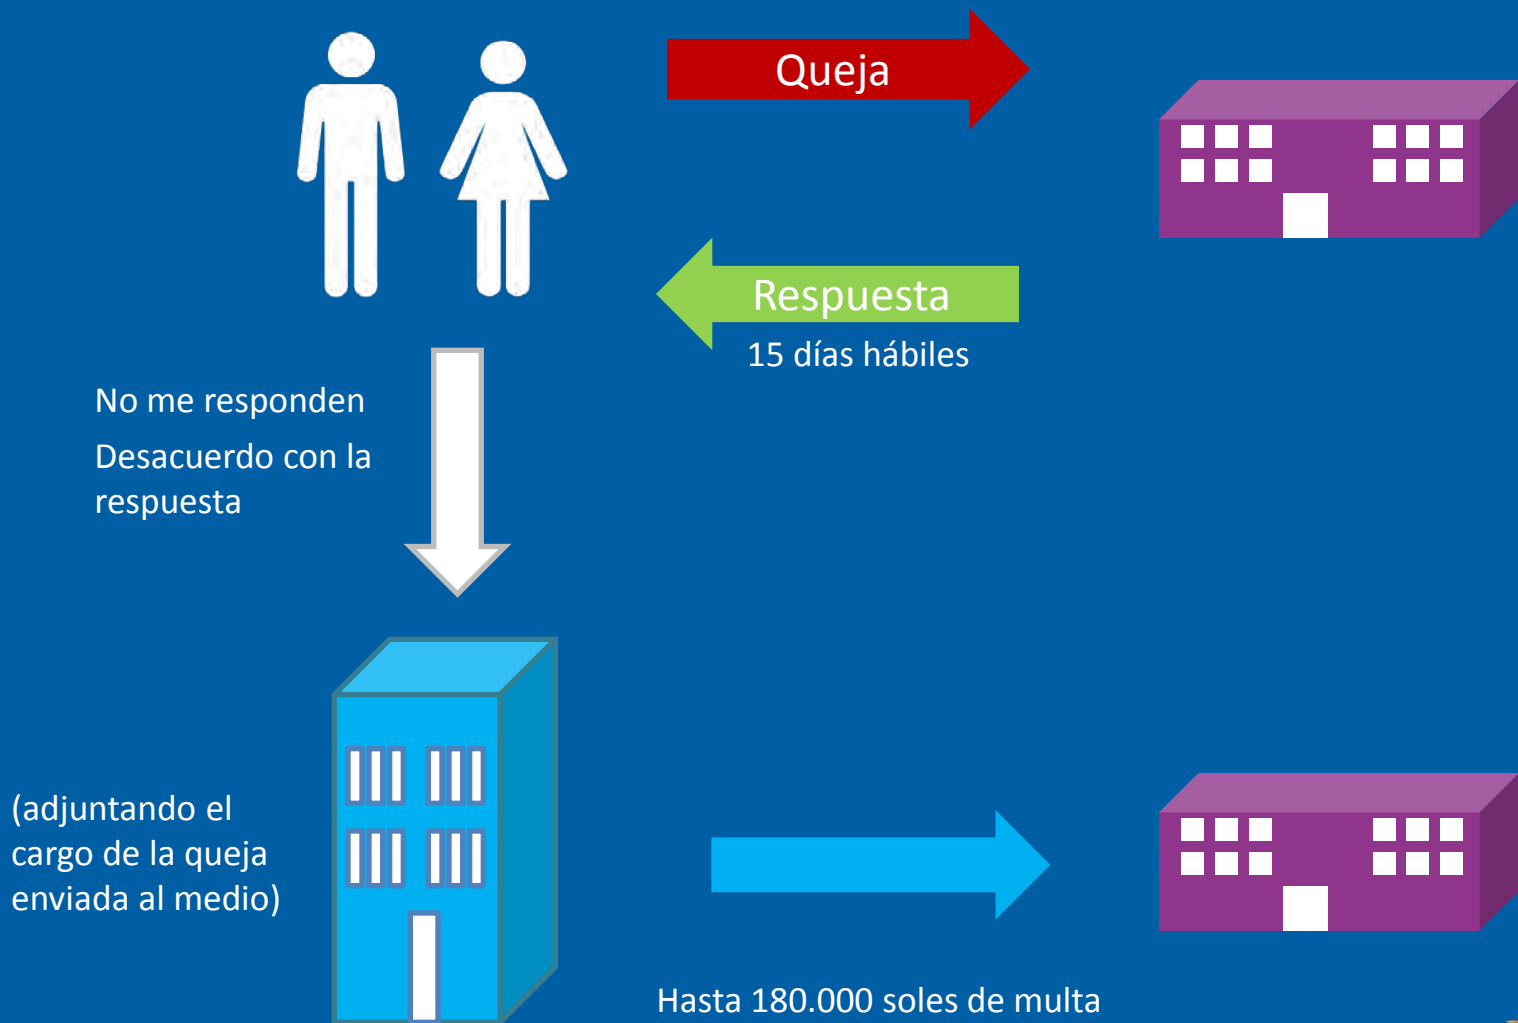 Queja
Respuesta
15 días hábiles
No me responden
Desacuerdo con la
respuesta
(adjuntando el
cargo de la queja
enviada al medio)
Hasta 180.000 soles de multa